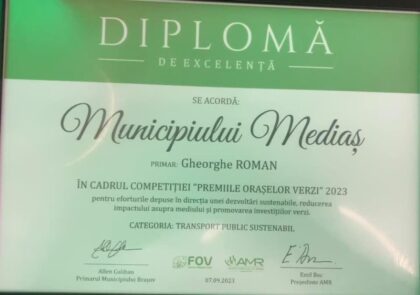 DIPLOMĂ
DE EXCELENȚĂ
SE ACORDĂ:
Municipiului Mediaș
PRIMAR: Gheorghe ROMAN
ÎN CADRUL COMPETIȚIEI "PREMIILE ORAȘELOR VERZI" 2023
pentru eforturile depuse în direcția unei dezvoltări sustenabile, reducerea
impactului asupra mediului și promovarea investițiilor verzi.
CATEGORIA: TRANSPORT PUBLIC SUSTENABIL
FOV
AMR
Allen Coliban
Primarul Municipiului Brașov
07.09.2023
Emil Boc
Președinte AMR